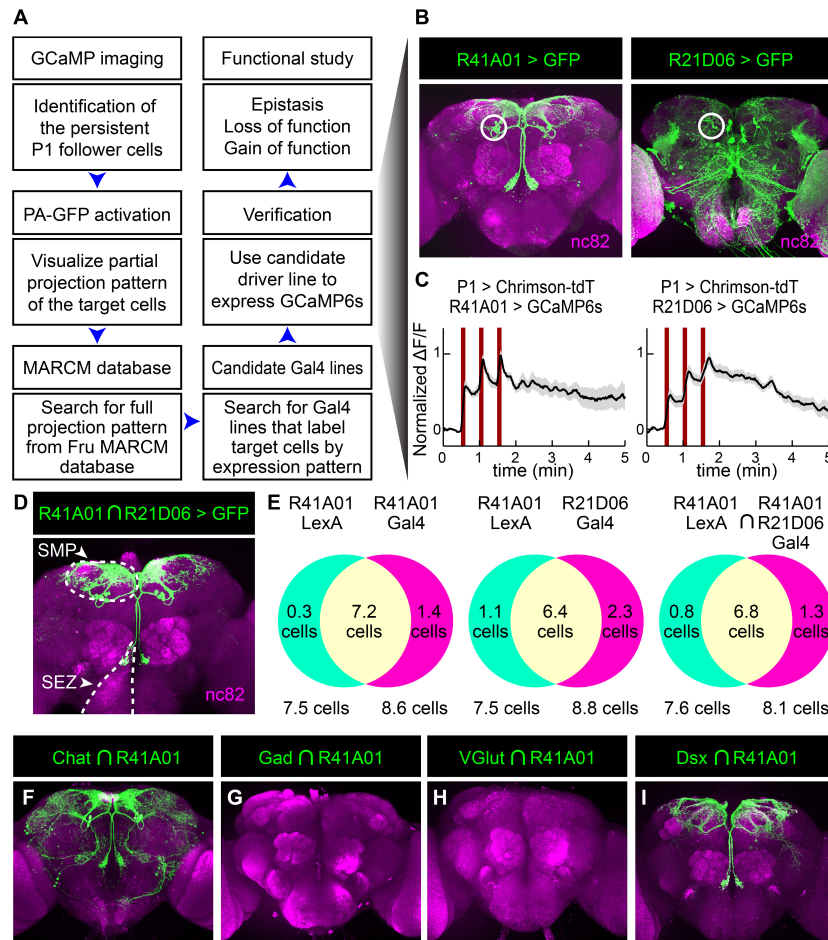 A
GCaMP imaging
Identification of
the persistent
P1 follower cells
PA-GFP activation
Visualize partial
projection pattern
of the target cells
MARCM database
Search for full
projection pattern
from Fru MARCM
database
Functional study
Epistasis
Loss of function
Gain of function
Verification
Use candidate
driver line to
express GCaMP6s
Candidate Gal4 lines
Search for Gal4
lines that label
target cells by
expression pattern
B
R41A01 > GFP
R21D06 > GFP
nc82
nc82
C
P1 > Chrimson-tdT
R41A01 > GCaMP6s
P1 > Chrimson-tdT
R21D06 > GCaMP6s
Normalized ΔF/F
1
0
0 1 2 3 4 5
time (min)
1
0
0 1 2 3 4 5
time (min)
D
R41A01 ⋂ R21D06 > GFP
SMP
SEZ
nc82
E
R41A01 R41A01
LexA Gal4
0.3 7.2 1.4
cells cells cells
7.5 cells 8.6 cells
R41A01 R21D06
LexA Gal4
1.1 6.4 2.3
cells cells cells
7.5 cells 8.8 cells
R41A01 R41A01
LexA ⋂ R21D06
Gal4
0.8 6.8 1.3
cells cells cells
7.6 cells 8.1 cells
Chat ⋂ R41A01
F
Gad ⋂ R41A01
G
VGlut ⋂ R41A01
H
Dsx ⋂ R41A01
I